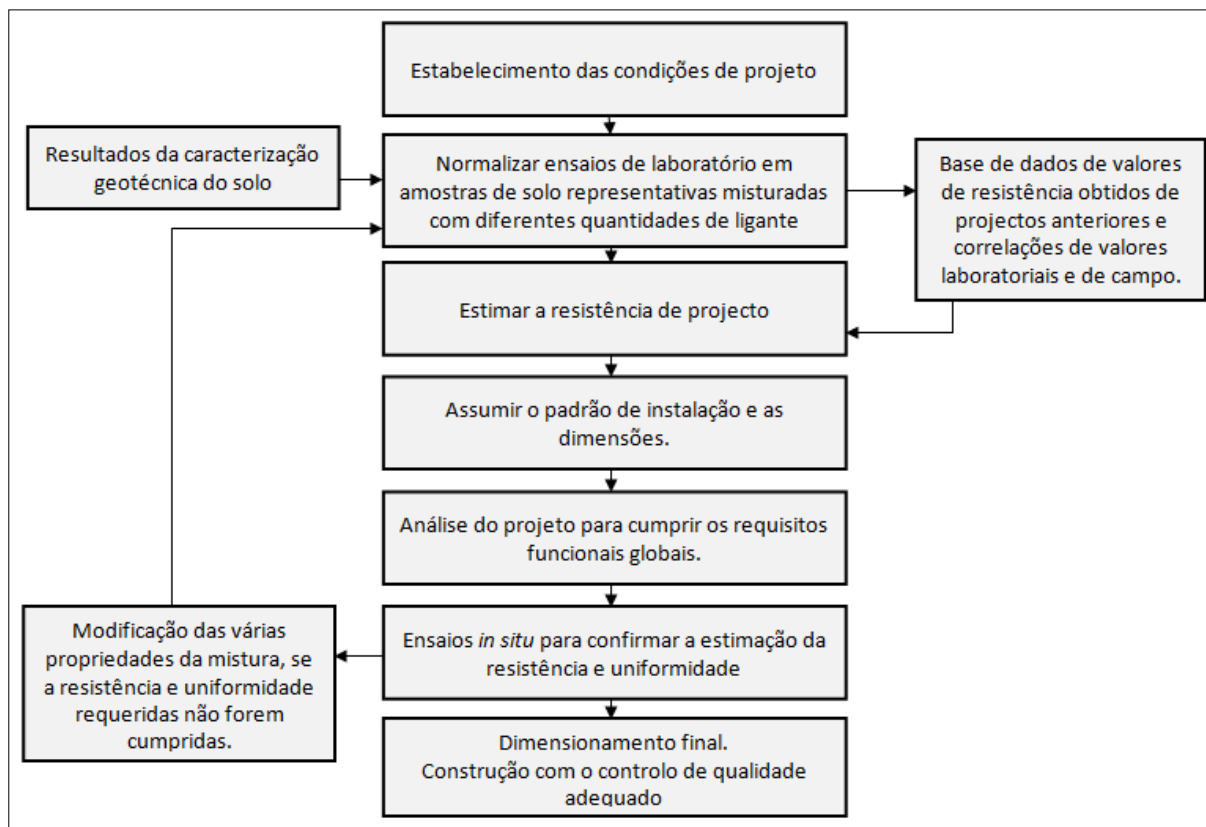 Estabelecimento das condições de projeto
Resultados da caracterização
geotécnica do solo
Normalizar ensaios de laboratório em
amostras de solo representativas misturadas
com diferentes quantidades de ligante
Base de dados de valores
de resistência obtidos de
projectos anteriores e
correlações de valores
laboratoriais e de campo.
Estimar a resistência de projecto
Assumir o padrão de instalação e as
dimensões.
Análise do projeto para cumprir os requisitos
funcionais globais.
Ensaios in situ para confirmar a estimação da
resistência e uniformidade
Modificação das várias
propriedades da mistura, se
a resistência e uniformidade
requeridas não forem
cumpridas.
Dimensionamento final.
Construção com o controlo de qualidade
adequado